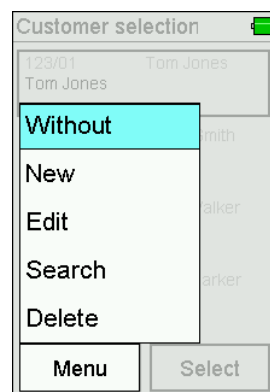 Customer selection
123/01 Tom Jones
Tom Jones
Without
New
Edit
Search
Delete
Menu Select